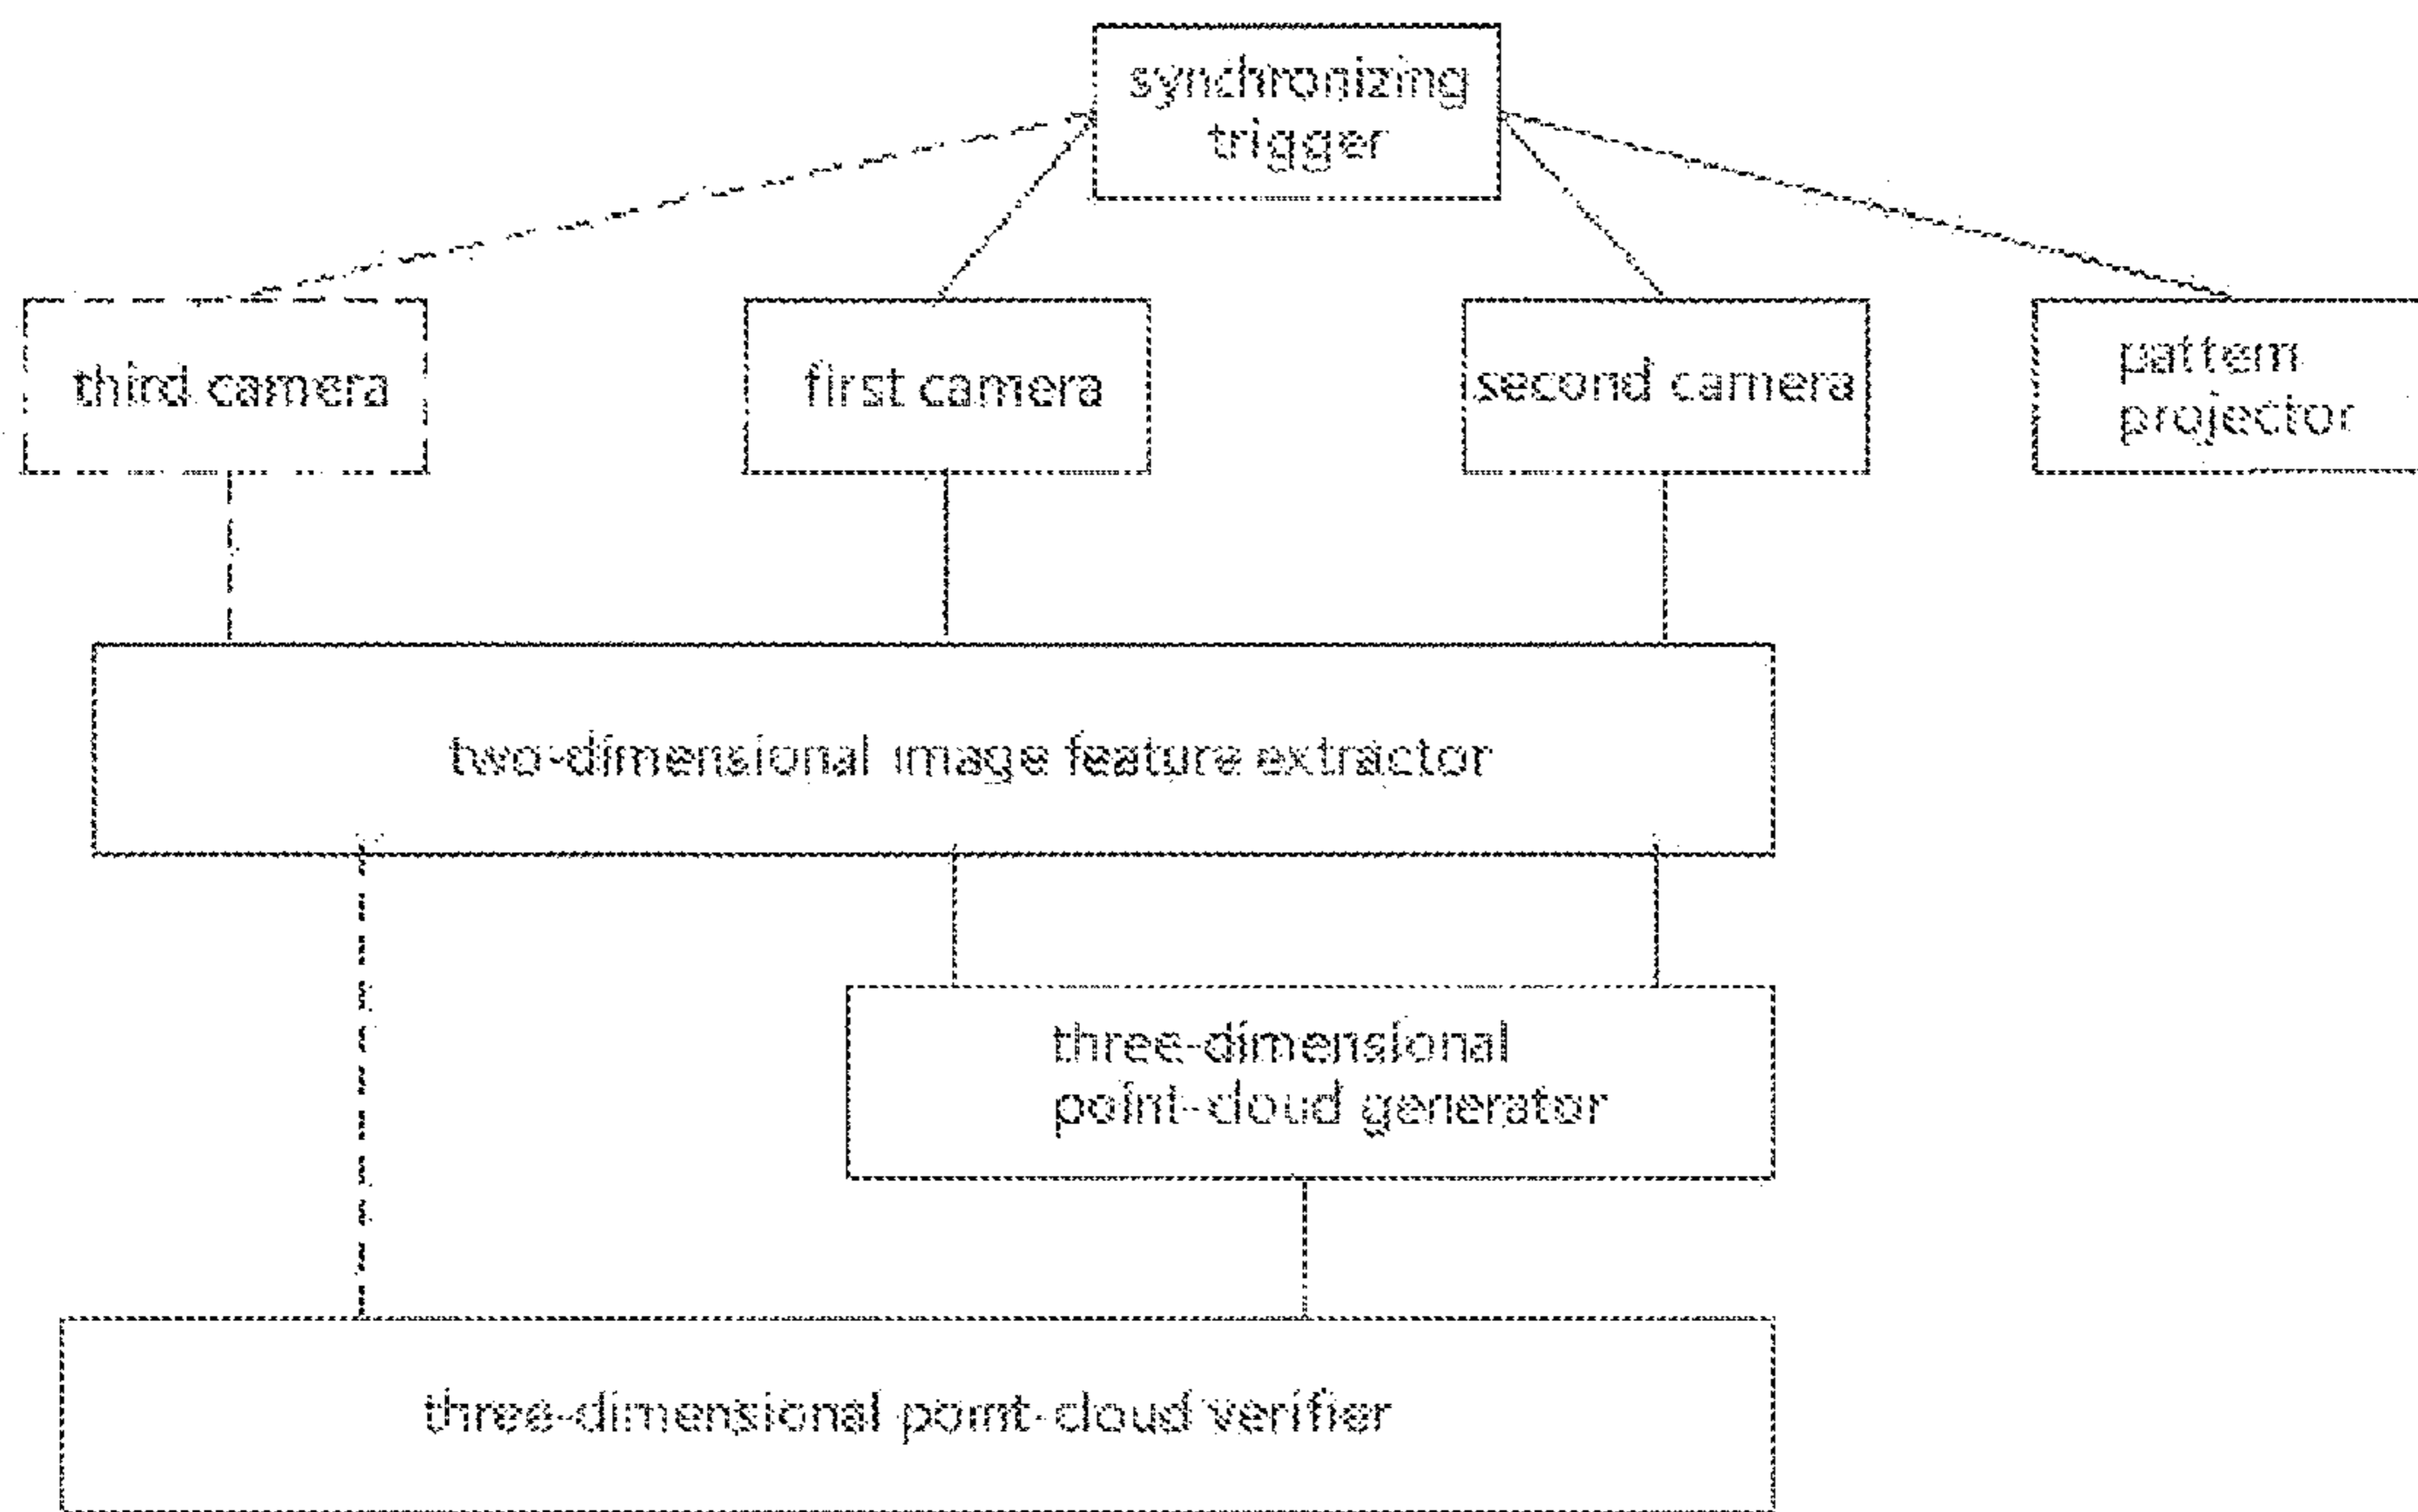 synchronizing
trigger
third camera
first camera
second camera
pattern
projector
two-dimensional image feature extractor
three-dimensional
point-cloud generator
three-dimensional point-cloud verifier